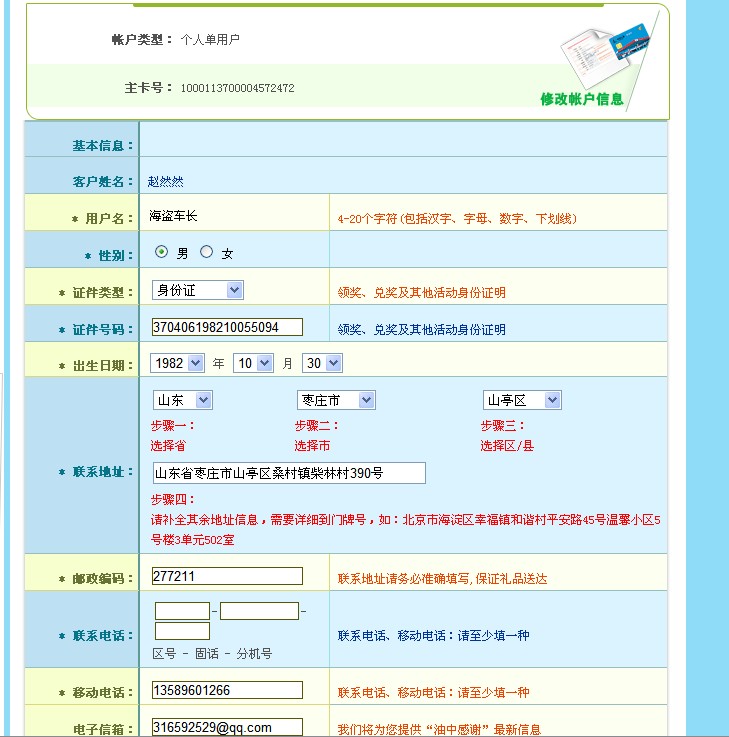 帐户类型： 个人单用户
主卡号： 1000113700004572472
修改帐户信息
基本信息：
客户姓名： 赵然然
* 用户名： 海盗车长 4-20个字符(包括汉字、字母、数字、下划线)
* 性别： 男 女
* 证件类型： 身份证 领奖、兑奖及其他活动身份证明
* 证件号码： 370406198210055094 领奖、兑奖及其他活动身份证明
* 出生日期： 1982 年 10 月 30
山东 枣庄市 山亭区
步骤一： 步骤二： 步骤三：
选择省 选择市 选择区/县
* 联系地址： 山东省枣庄市山亭区桑村镇柴林村390号
步骤四：
请补全其余地址信息，需要详细到门牌号，如：北京市海淀区幸福镇和谐村平安路45号温馨小区5
号楼3单元502室
* 邮政编码： 277211 联系地址请务必准确填写,保证礼品送达
- -
* 联系电话： 联系电话、移动电话：请至少填一种
区号 - 固话 - 分机号
* 移动电话： 13589601266 联系电话、移动电话：请至少填一种
电子信箱： 316592529@qq.com 我们将为您提供“油中感谢”最新信息